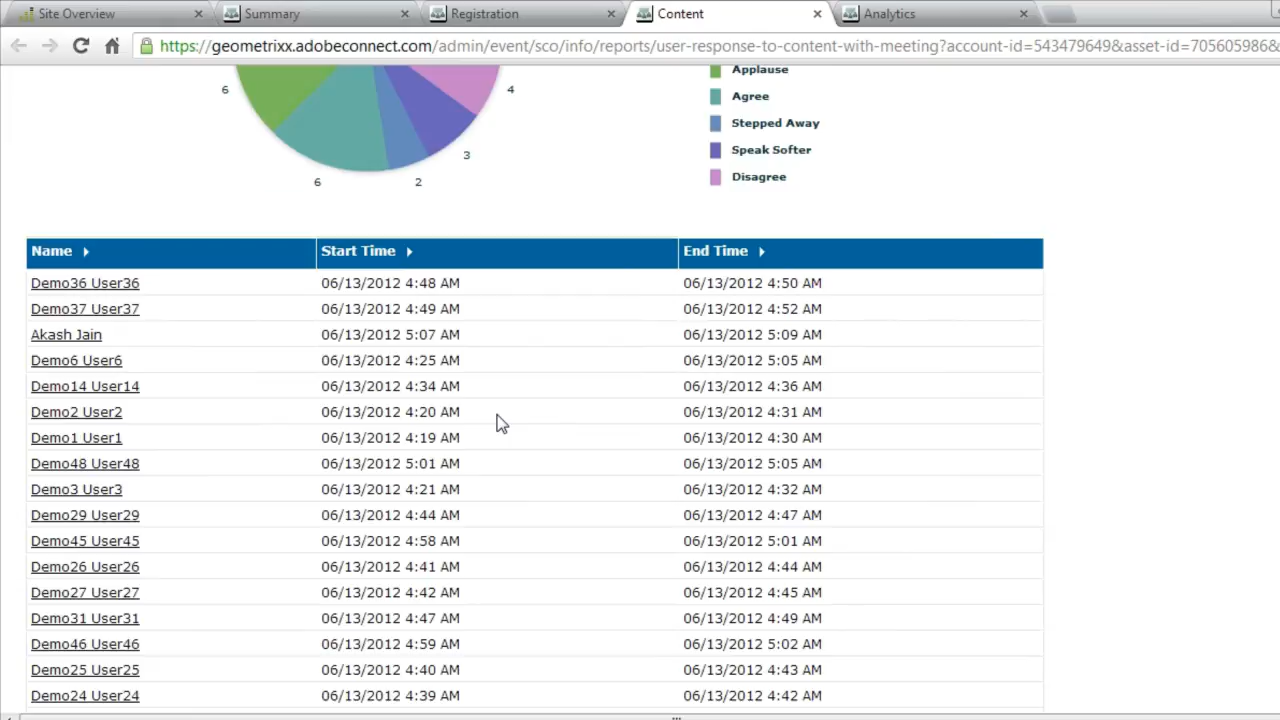 Site Overview
Summary
Registration
Content
Analytics
https://geometrixx.adobeconnect.com/admin/event/sco/info/reports/user-response-to-content-with-meeting?account-id=543479649&asset-id=705605986&
6
4
3
6
2
Applause
Agree
Stepped Away
Speak Softer
Disagree
Name Start Time End Time
Demo36 User36 06/13/2012 4:48 AM 06/13/2012 4:50 AM
Demo37 User37 06/13/2012 4:49 AM 06/13/2012 4:52 AM
Akash Jain 06/13/2012 5:07 AM 06/13/2012 5:09 AM
Demo6 User6 06/13/2012 4:25 AM 06/13/2012 5:05 AM
Demo14 User14 06/13/2012 4:34 AM 06/13/2012 4:36 AM
Demo2 User2 06/13/2012 4:20 AM 06/13/2012 4:31 AM
Demo1 User1 06/13/2012 4:19 AM 06/13/2012 4:30 AM
Demo48 User48 06/13/2012 5:01 AM 06/13/2012 5:05 AM
Demo3 User3 06/13/2012 4:21 AM 06/13/2012 4:32 AM
Demo29 User29 06/13/2012 4:44 AM 06/13/2012 4:47 AM
Demo45 User45 06/13/2012 4:58 AM 06/13/2012 5:01 AM
Demo26 User26 06/13/2012 4:41 AM 06/13/2012 4:44 AM
Demo27 User27 06/13/2012 4:42 AM 06/13/2012 4:45 AM
Demo31 User31 06/13/2012 4:47 AM 06/13/2012 4:49 AM
Demo46 User46 06/13/2012 4:59 AM 06/13/2012 5:02 AM
Demo25 User25 06/13/2012 4:40 AM 06/13/2012 4:43 AM
Demo24 User24 06/13/2012 4:39 AM 06/13/2012 4:42 AM